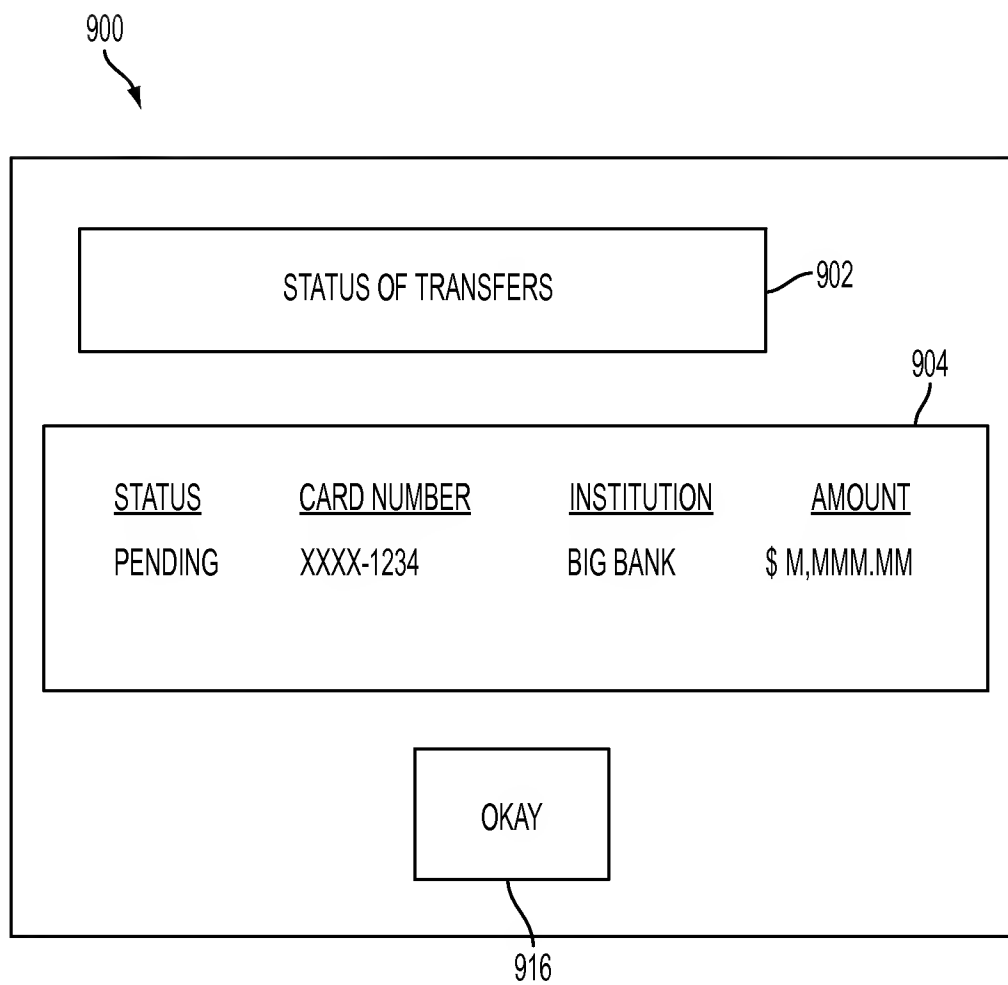 900
STATUS OF TRANSFERS
902
904
STATUS CARD NUMBER INSTITUTION AMOUNT
PENDING XXXX-1234 BIG BANK $ M,MMM.MM
OKAY
916